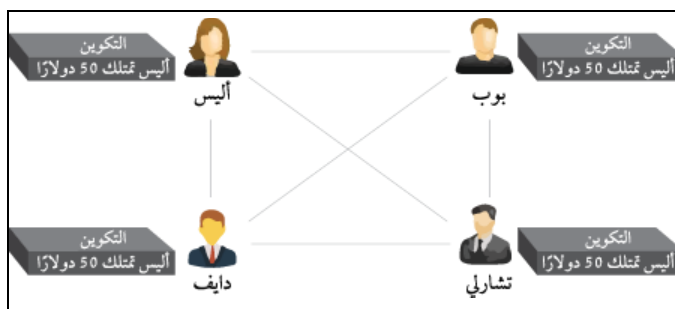 التكوين
أليس تمتلك 50 دولارًا
أليس
التكوين
أليس تمتلك 50 دولارًا
بوب
التكوين
أليس تمتلك 50 دولارًا
دايف
التكوين
أليس تمتلك 50 دولارًا
تشارلي